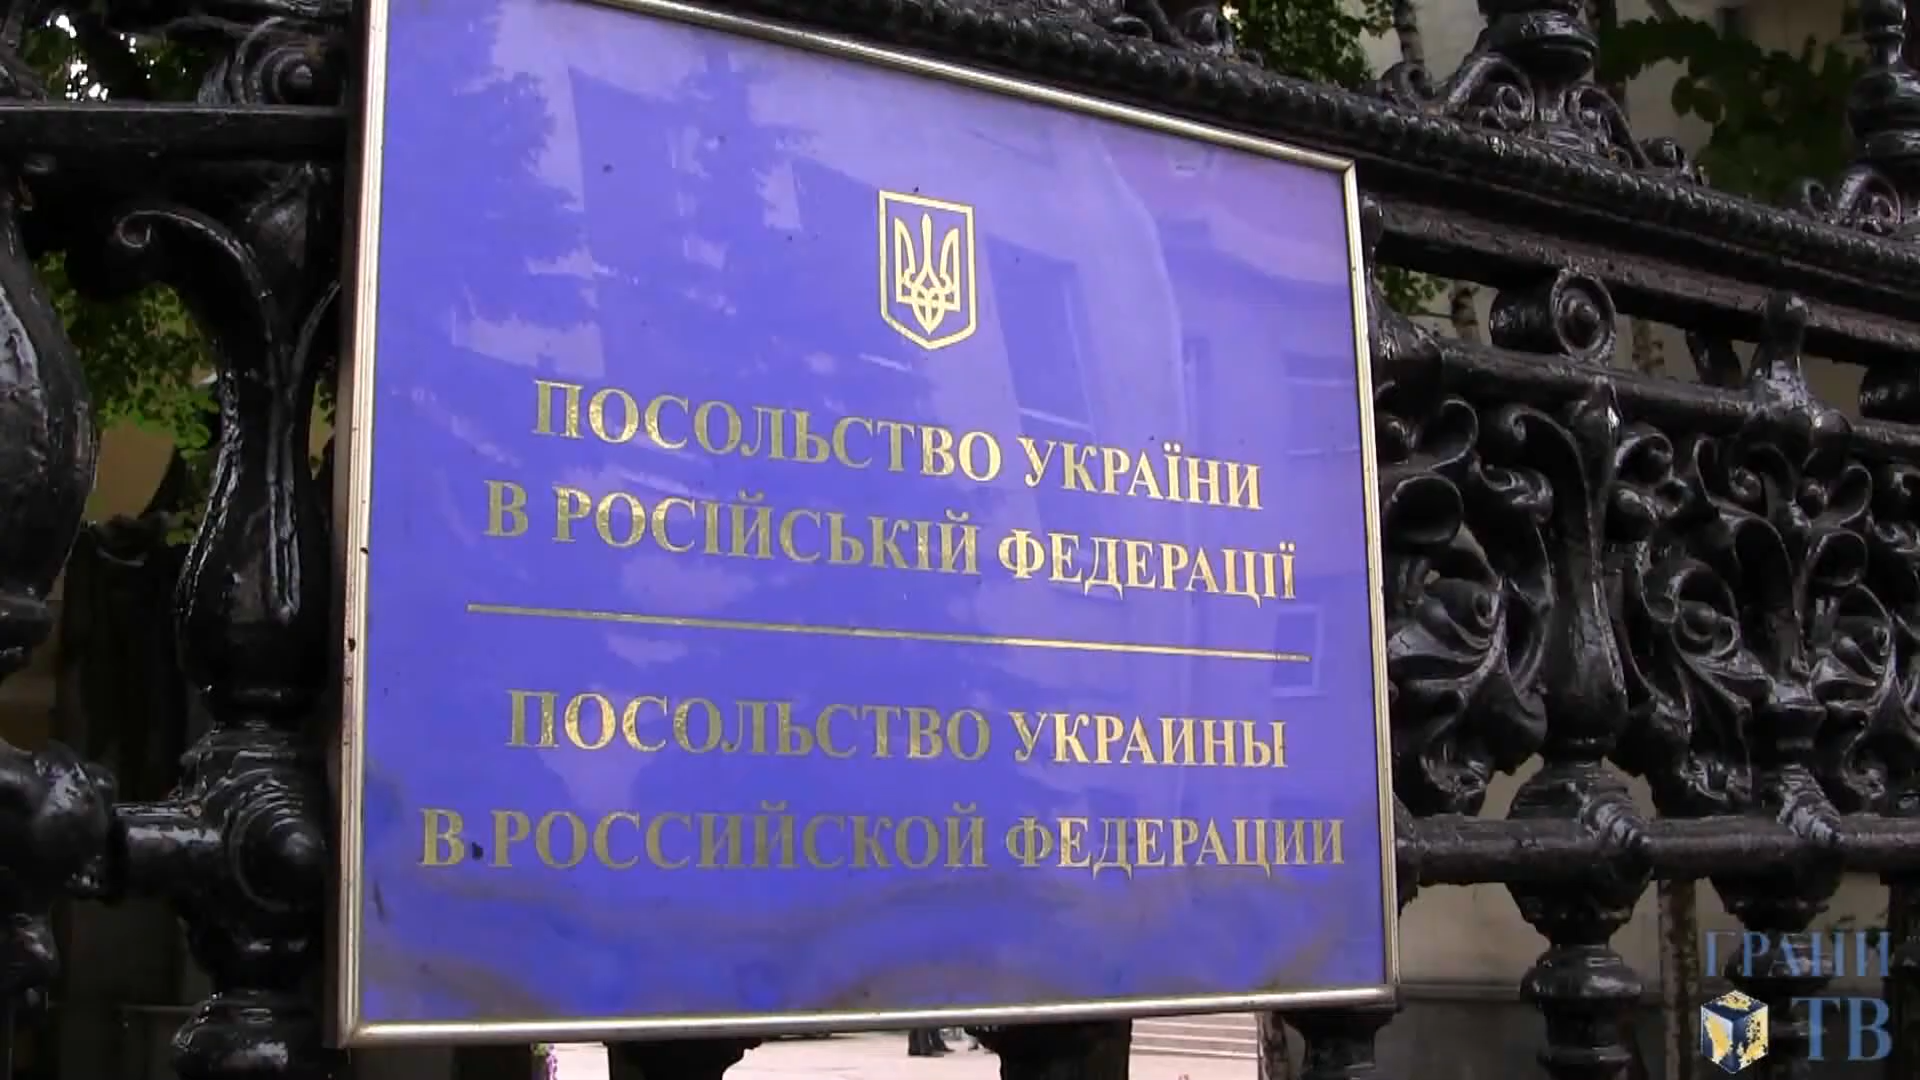 ПОСОЛЬСТВО УКРАЇНИ
В РОСІЙСЬКІЙ ФЕДЕРАЦІЇ
ПОСОЛЬСТВО УКРАИНЫ
В РОССИЙСКОЙ ФЕДЕРАЦИИ
ГРАНИ
ТВ